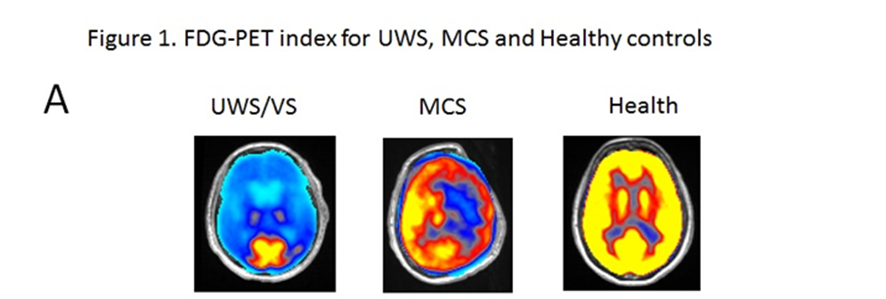 Figure 1. FDG-PET index for UWS, MCS and Healthy controls
A
UWS/VS
MCS
Health